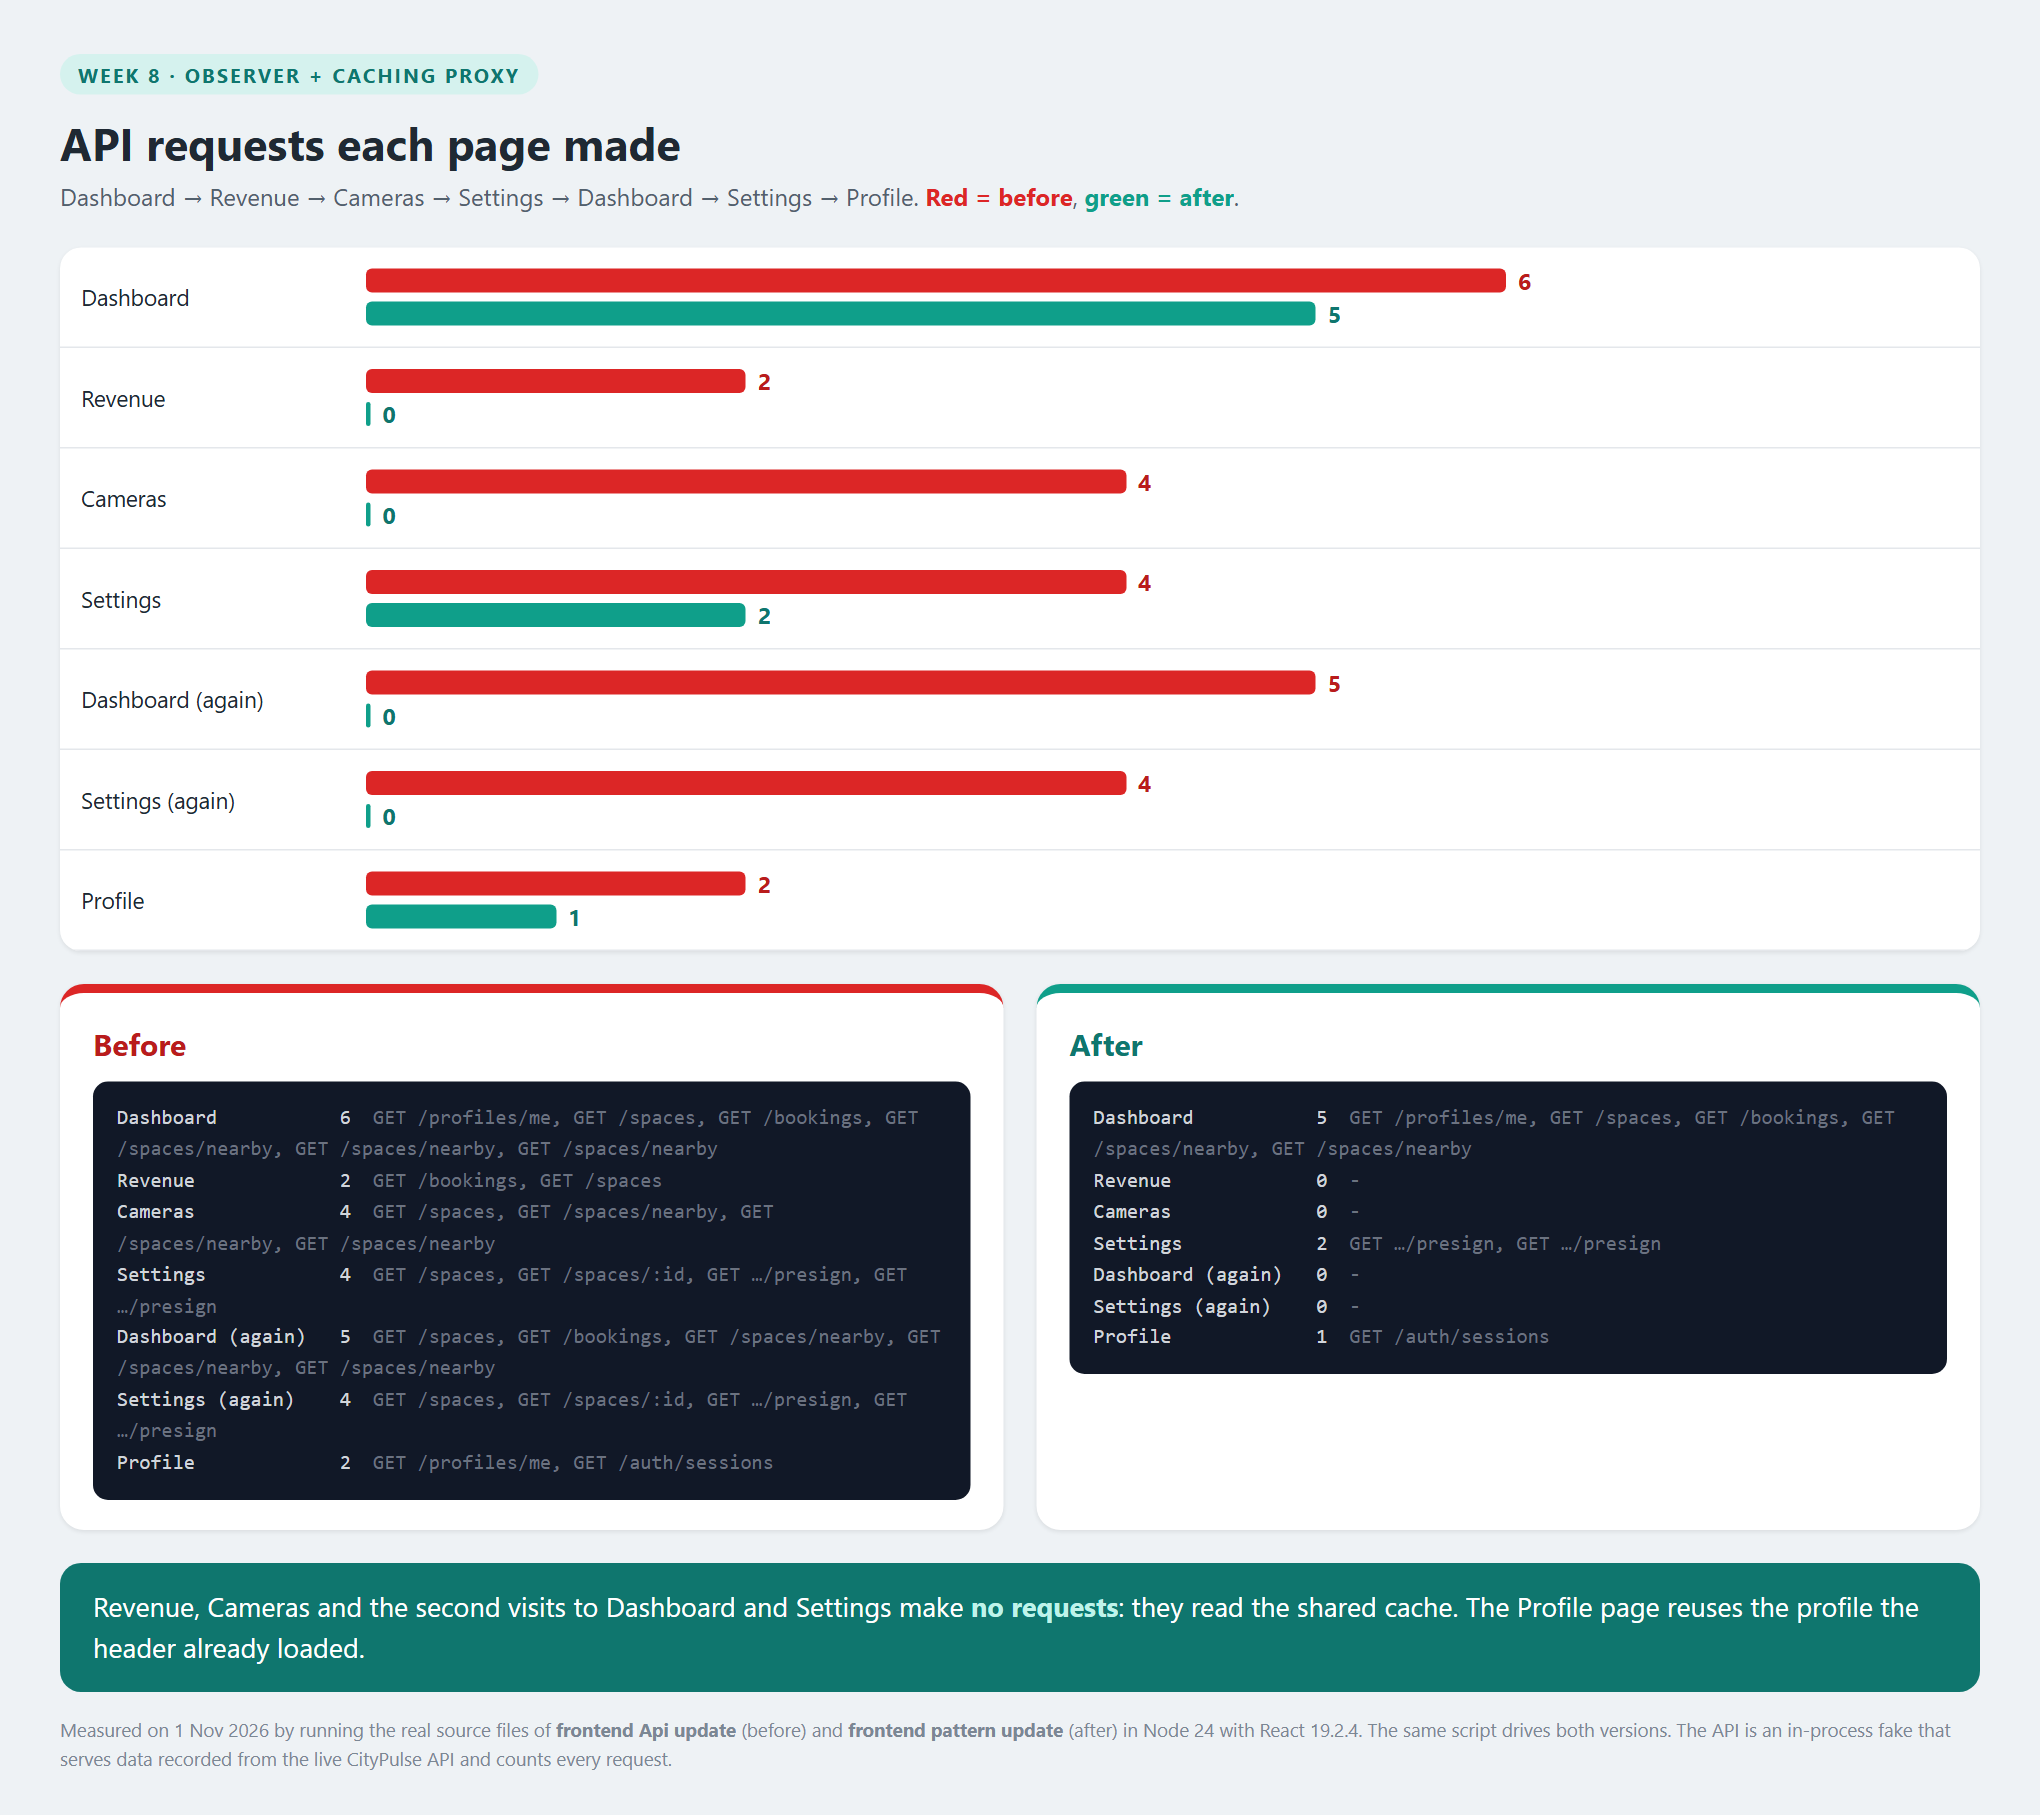 WEEK 8 · OBSERVER + CACHING PROXY
API requests each page made
Dashboard → Revenue → Cameras → Settings → Dashboard → Settings → Profile. Red = before, green = after.
Dashboard
6
5
Revenue
2
0
Cameras
4
0
Settings
4
2
Dashboard (again)
5
0
Settings (again)
4
0
Profile
2
1
Before
Dashboard 6 GET /profiles/me, GET /spaces, GET /bookings, GET
/spaces/nearby, GET /spaces/nearby, GET /spaces/nearby
Revenue 2 GET /bookings, GET /spaces
Cameras 4 GET /spaces, GET /spaces/nearby, GET
/spaces/nearby, GET /spaces/nearby
Settings 4 GET /spaces, GET /spaces/:id, GET …/presign, GET
…/presign
Dashboard (again) 5 GET /spaces, GET /bookings, GET /spaces/nearby, GET
/spaces/nearby, GET /spaces/nearby
Settings (again) 4 GET /spaces, GET /spaces/:id, GET …/presign, GET
…/presign
Profile 2 GET /profiles/me, GET /auth/sessions
After
Dashboard 5 GET /profiles/me, GET /spaces, GET /bookings, GET
/spaces/nearby, GET /spaces/nearby
Revenue 0 -
Cameras 0 -
Settings 2 GET …/presign, GET …/presign
Dashboard (again) 0 -
Settings (again) 0 -
Profile 1 GET /auth/sessions
Revenue, Cameras and the second visits to Dashboard and Settings make no requests: they read the shared cache. The Profile page reuses the profile the
header already loaded.
Measured on 1 Nov 2026 by running the real source files of frontend Api update (before) and frontend pattern update (after) in Node 24 with React 19.2.4. The same script drives both versions. The API is an in-process fake that
serves data recorded from the live CityPulse API and counts every request.